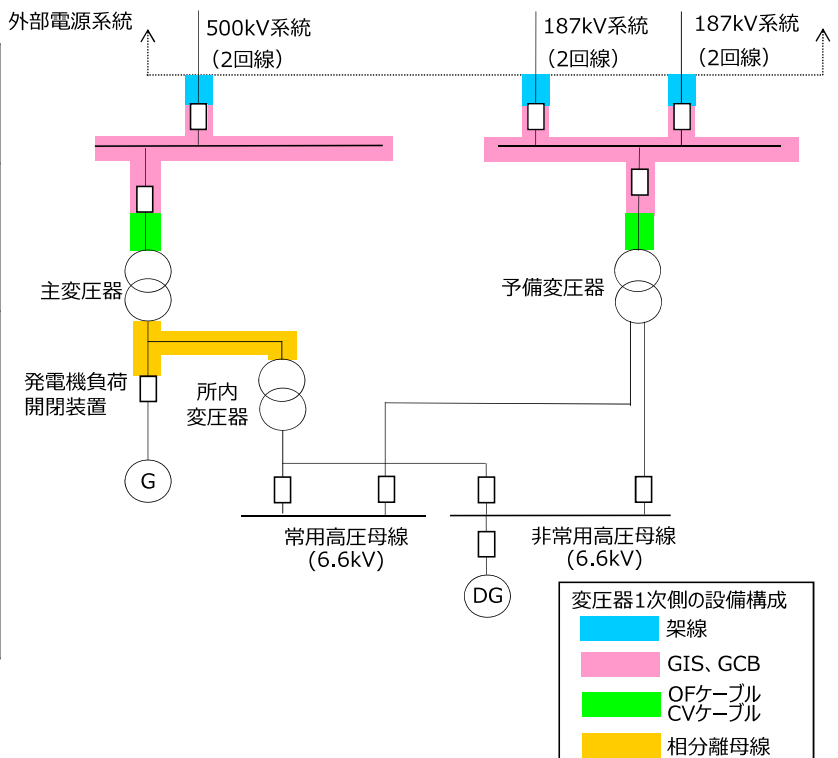 外部電源系統
500kV系統
(2回線)
187kV系統
(2回線)
187kV系統
(2回線)
主変圧器
予備変圧器
発電機負荷
開閉装置
所内
変圧器
G
常用高圧母線
(6.6kV)
非常用高圧母線
(6.6kV)
DG
変圧器1次側の設備構成
架線
GIS、GCB
OFケーブル
CVケーブル
相分離母線